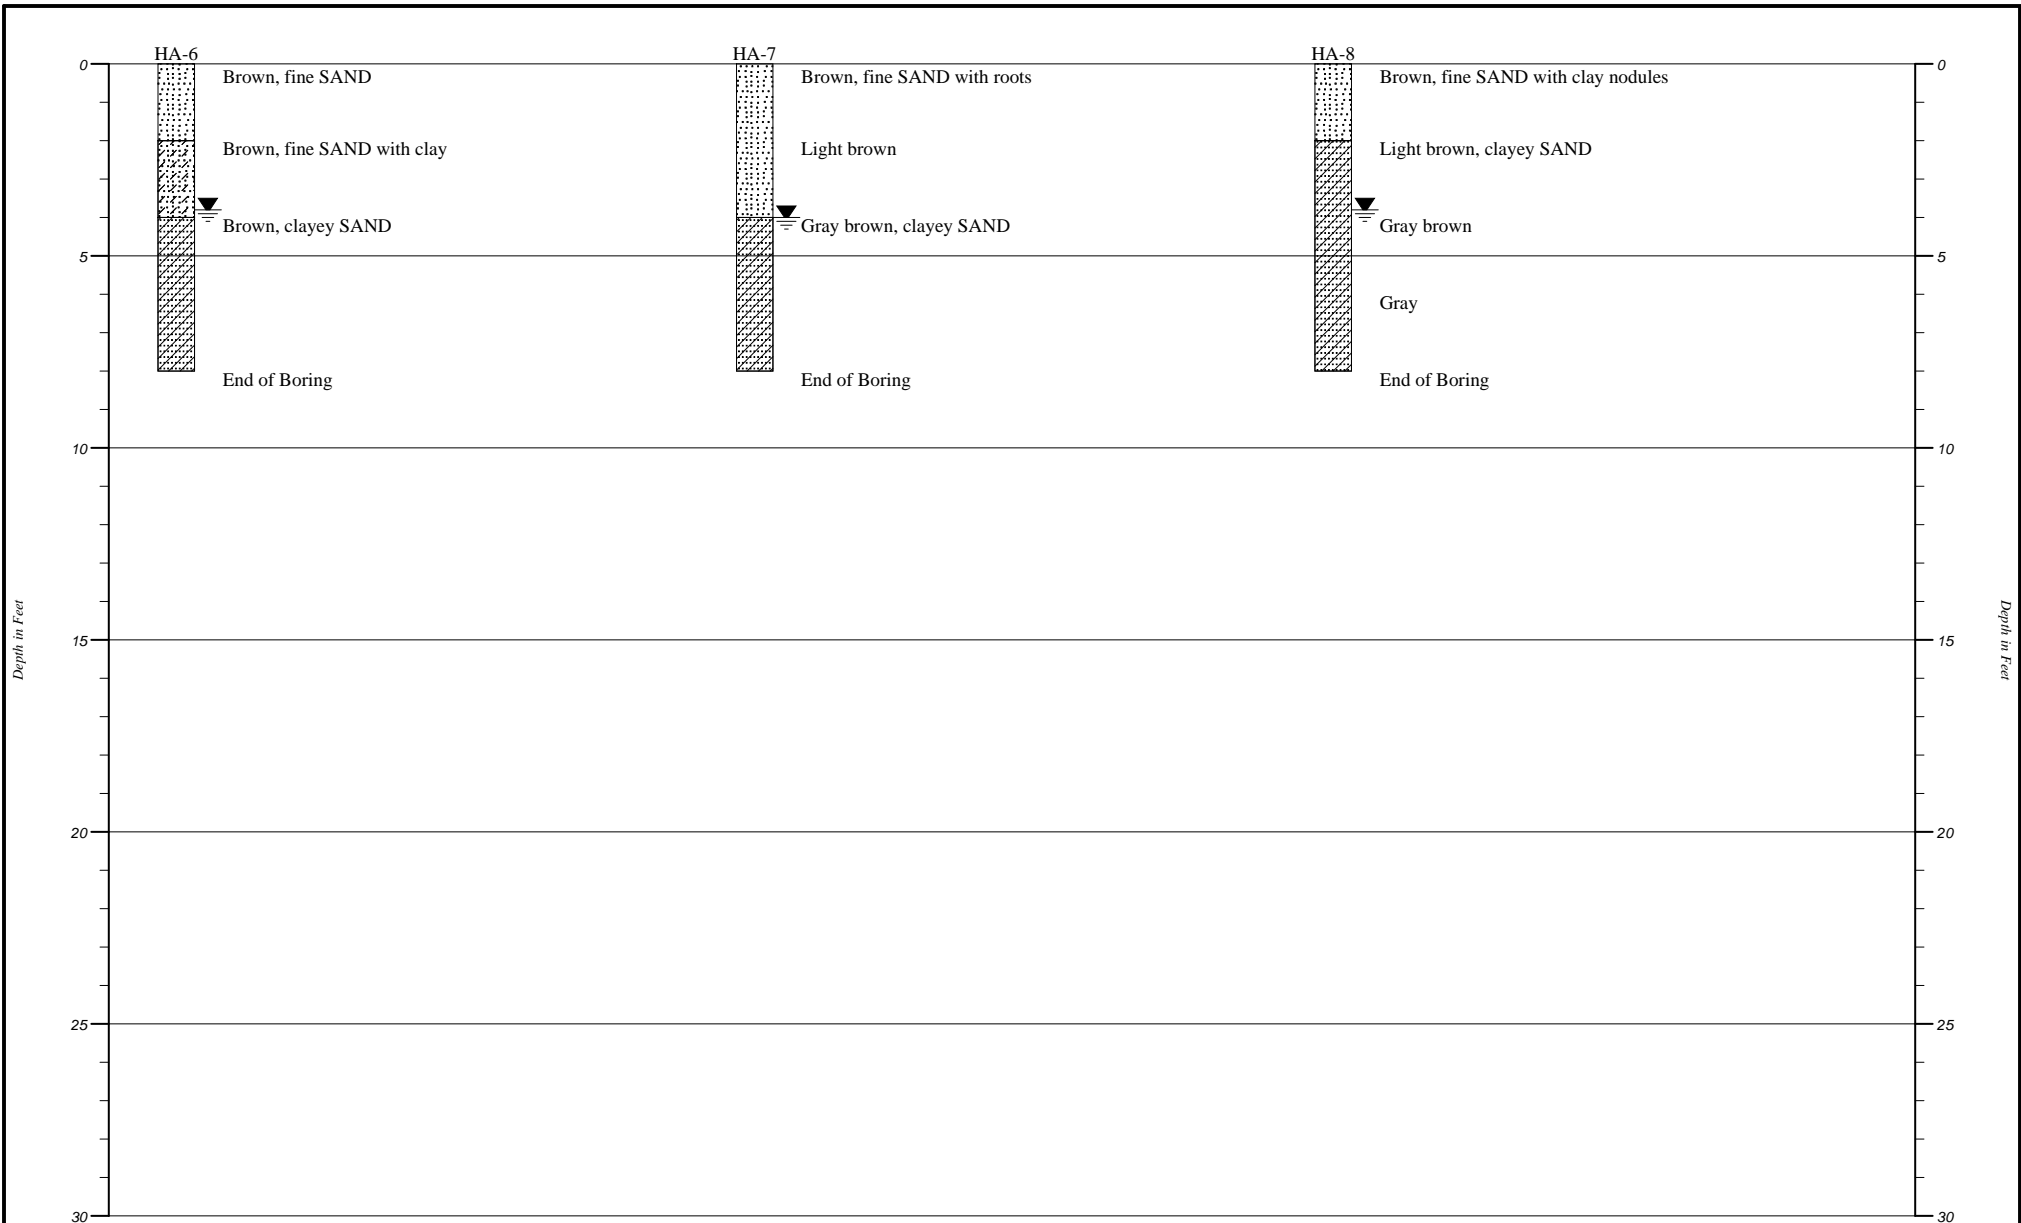 HA-6 HA-7 HA-8
0 0
Brown, fine SAND Brown, fine SAND with roots Brown, fine SAND with clay nodules
Brown, fine SAND with clay Light brown Light brown, clayey SAND
Brown, clayey SAND Gray brown, clayey SAND Gray brown
5 5
Gray
End of Boring End of Boring End of Boring
10 10
Depth in Feet Depth in Feet
15 15
20 20
25 25
30 30